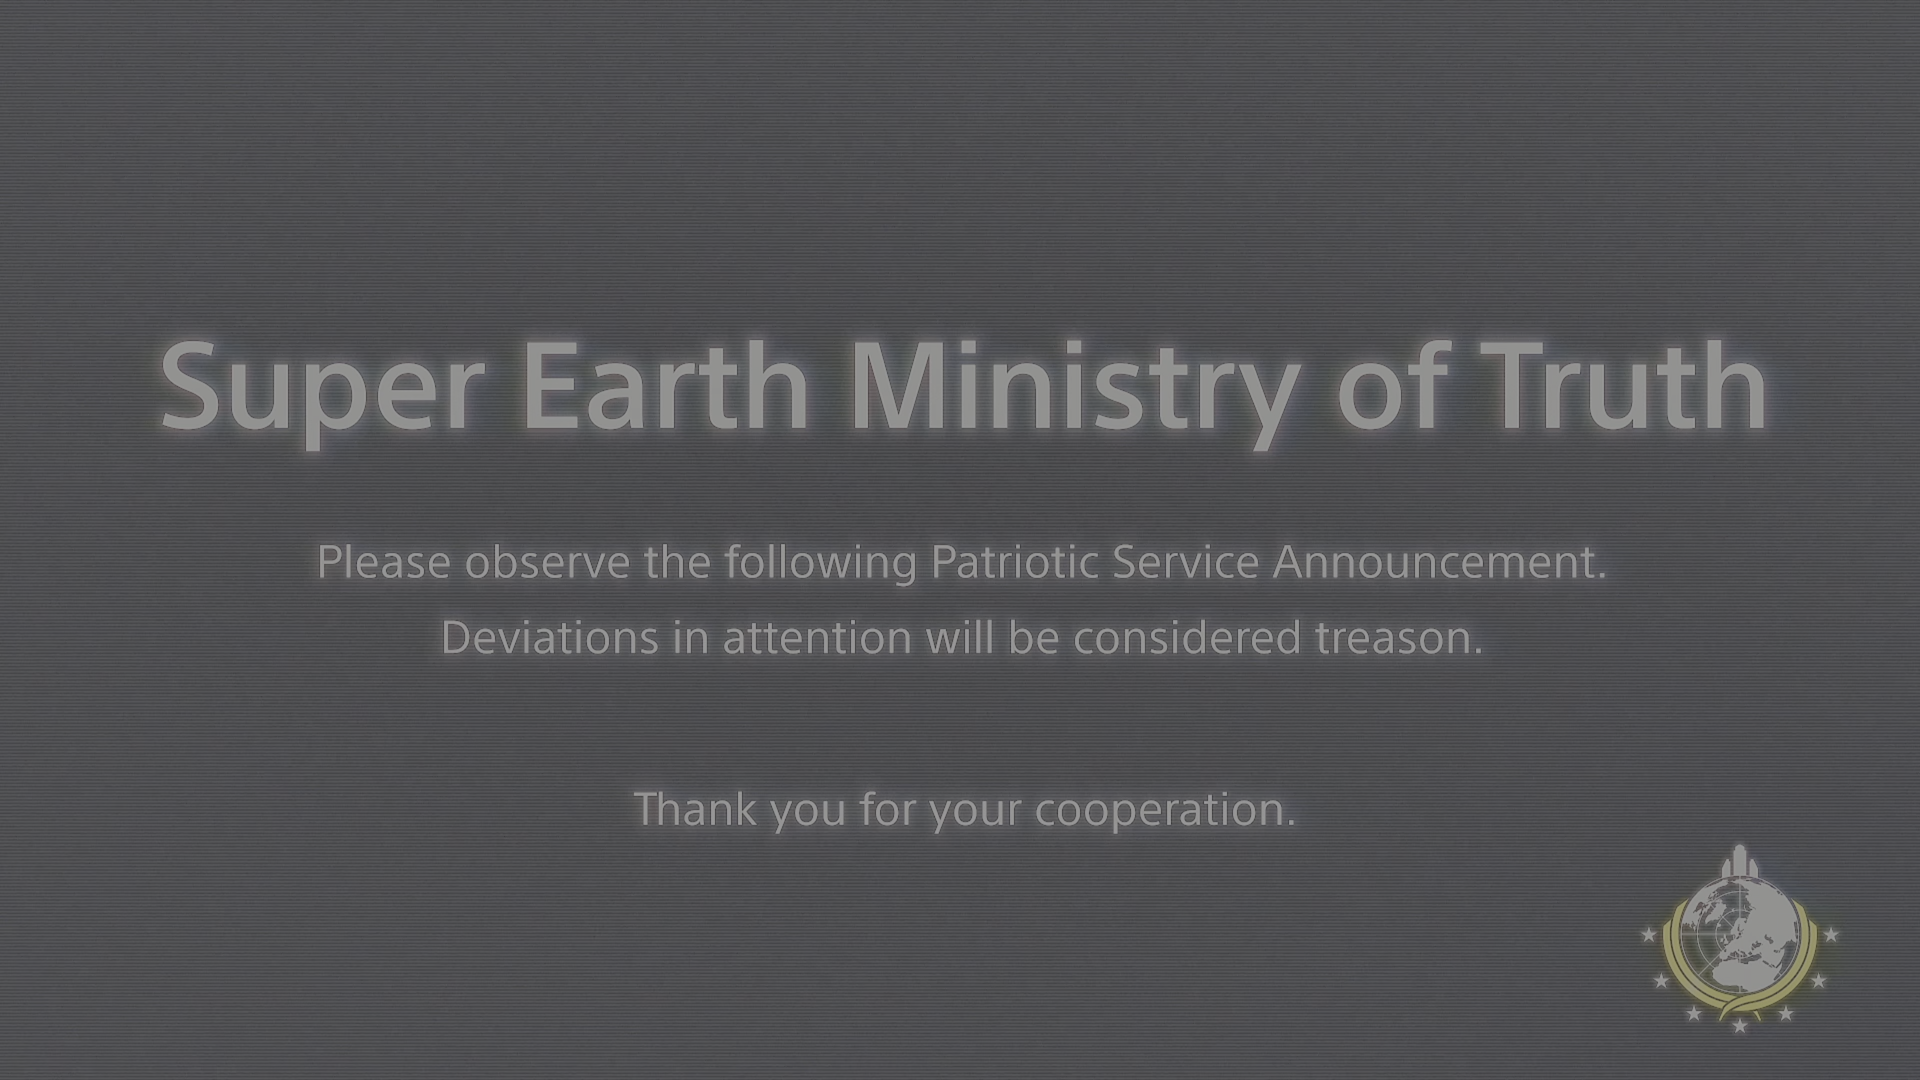 Super Earth Ministry of Truth
Please observe the following Patriotic Service Announcement.
Deviations in attention will be considered treason.
Thank you for your cooperation.